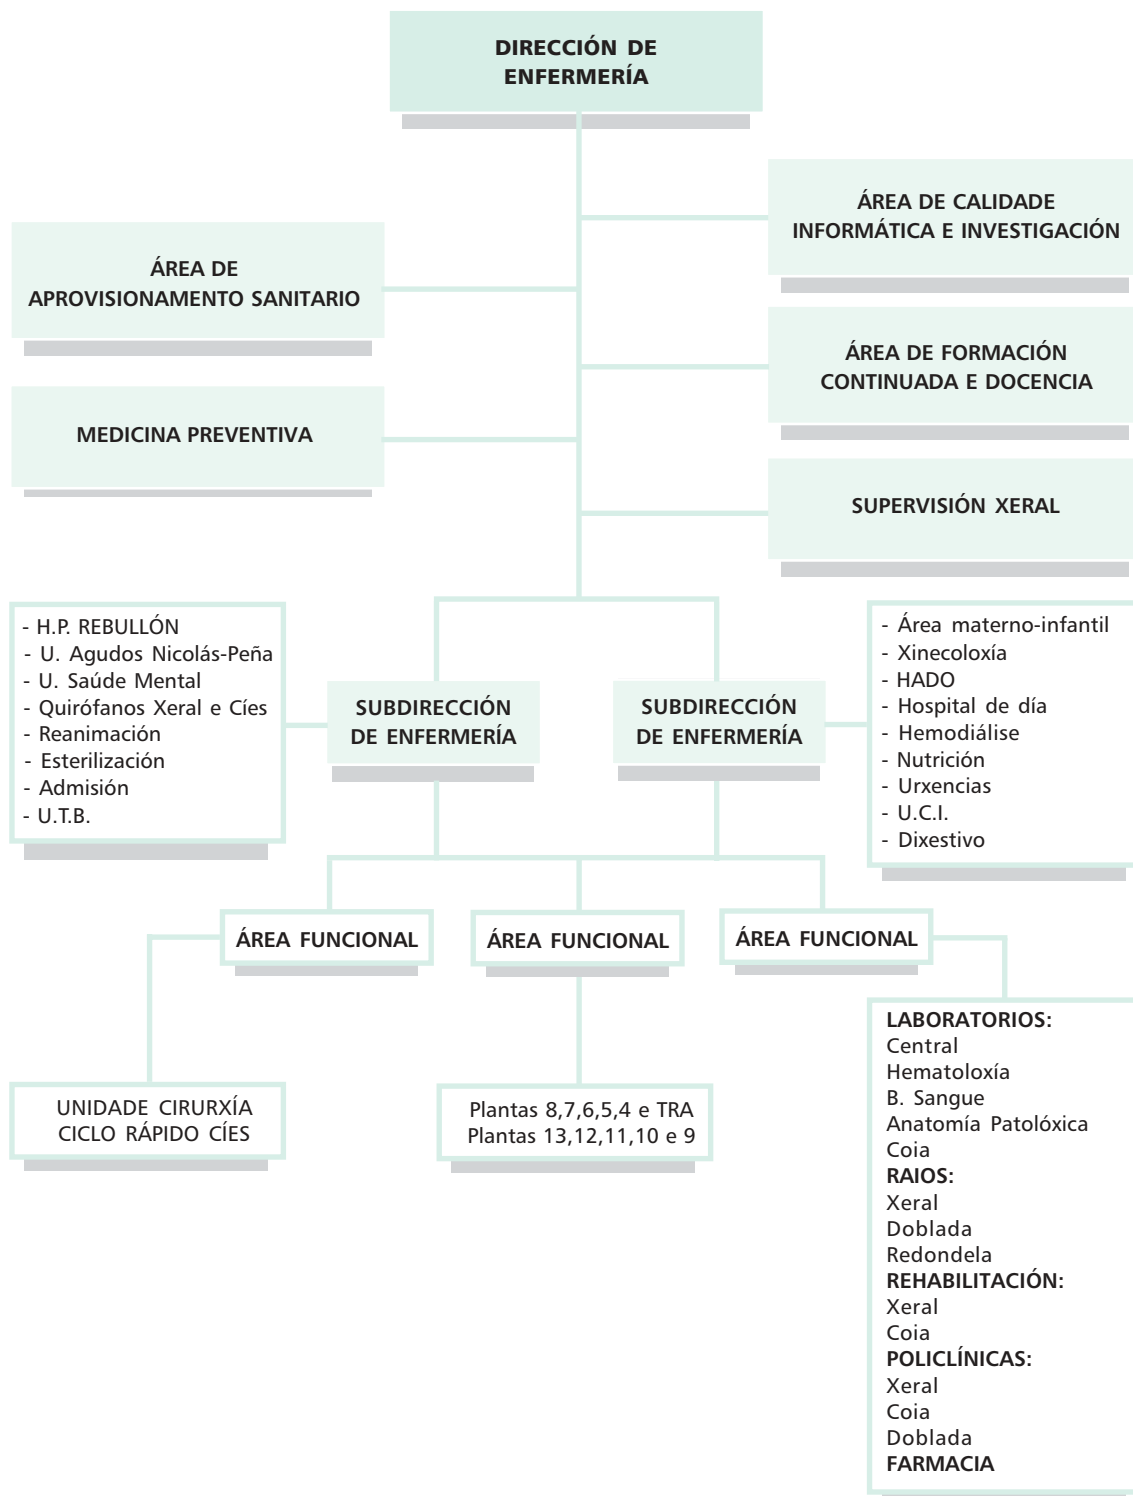 DIRECCIÓN DE
ENFERMERÍA
ÁREA DE CALIDADE
INFORMÁTICA E INVESTIGACIÓN
ÁREA DE
APROVISIONAMENTO SANITARIO
ÁREA DE FORMACIÓN
CONTINUADA E DOCENCIA
MEDICINA PREVENTIVA
SUPERVISIÓN XERAL
- H.P. REBULLÓN
- U. Agudos Nicolás-Peña
- U. Saúde Mental
- Quirófanos Xeral e Cíes
- Reanimación
- Esterilización
- Admisión
- U.T.B.
SUBDIRECCIÓN
DE ENFERMERÍA
SUBDIRECCIÓN
DE ENFERMERÍA
- Área materno-infantil
- Xinecoloxía
- HADO
- Hospital de día
- Hemodiálise
- Nutrición
- Urxencias
- U.C.I.
- Dixestivo
ÁREA FUNCIONAL
ÁREA FUNCIONAL
ÁREA FUNCIONAL
UNIDADE CIRURXÍA
CICLO RÁPIDO CÍES
Plantas 8,7,6,5,4 e TRA
Plantas 13,12,11,10 e 9
LABORATORIOS:
Central
Hematoloxía
B. Sangue
Anatomía Patolóxica
Coia
RAIOS:
Xeral
Doblada
Redondela
REHABILITACIÓN:
Xeral
Coia
POLICLÍNICAS:
Xeral
Coia
Doblada
FARMACIA